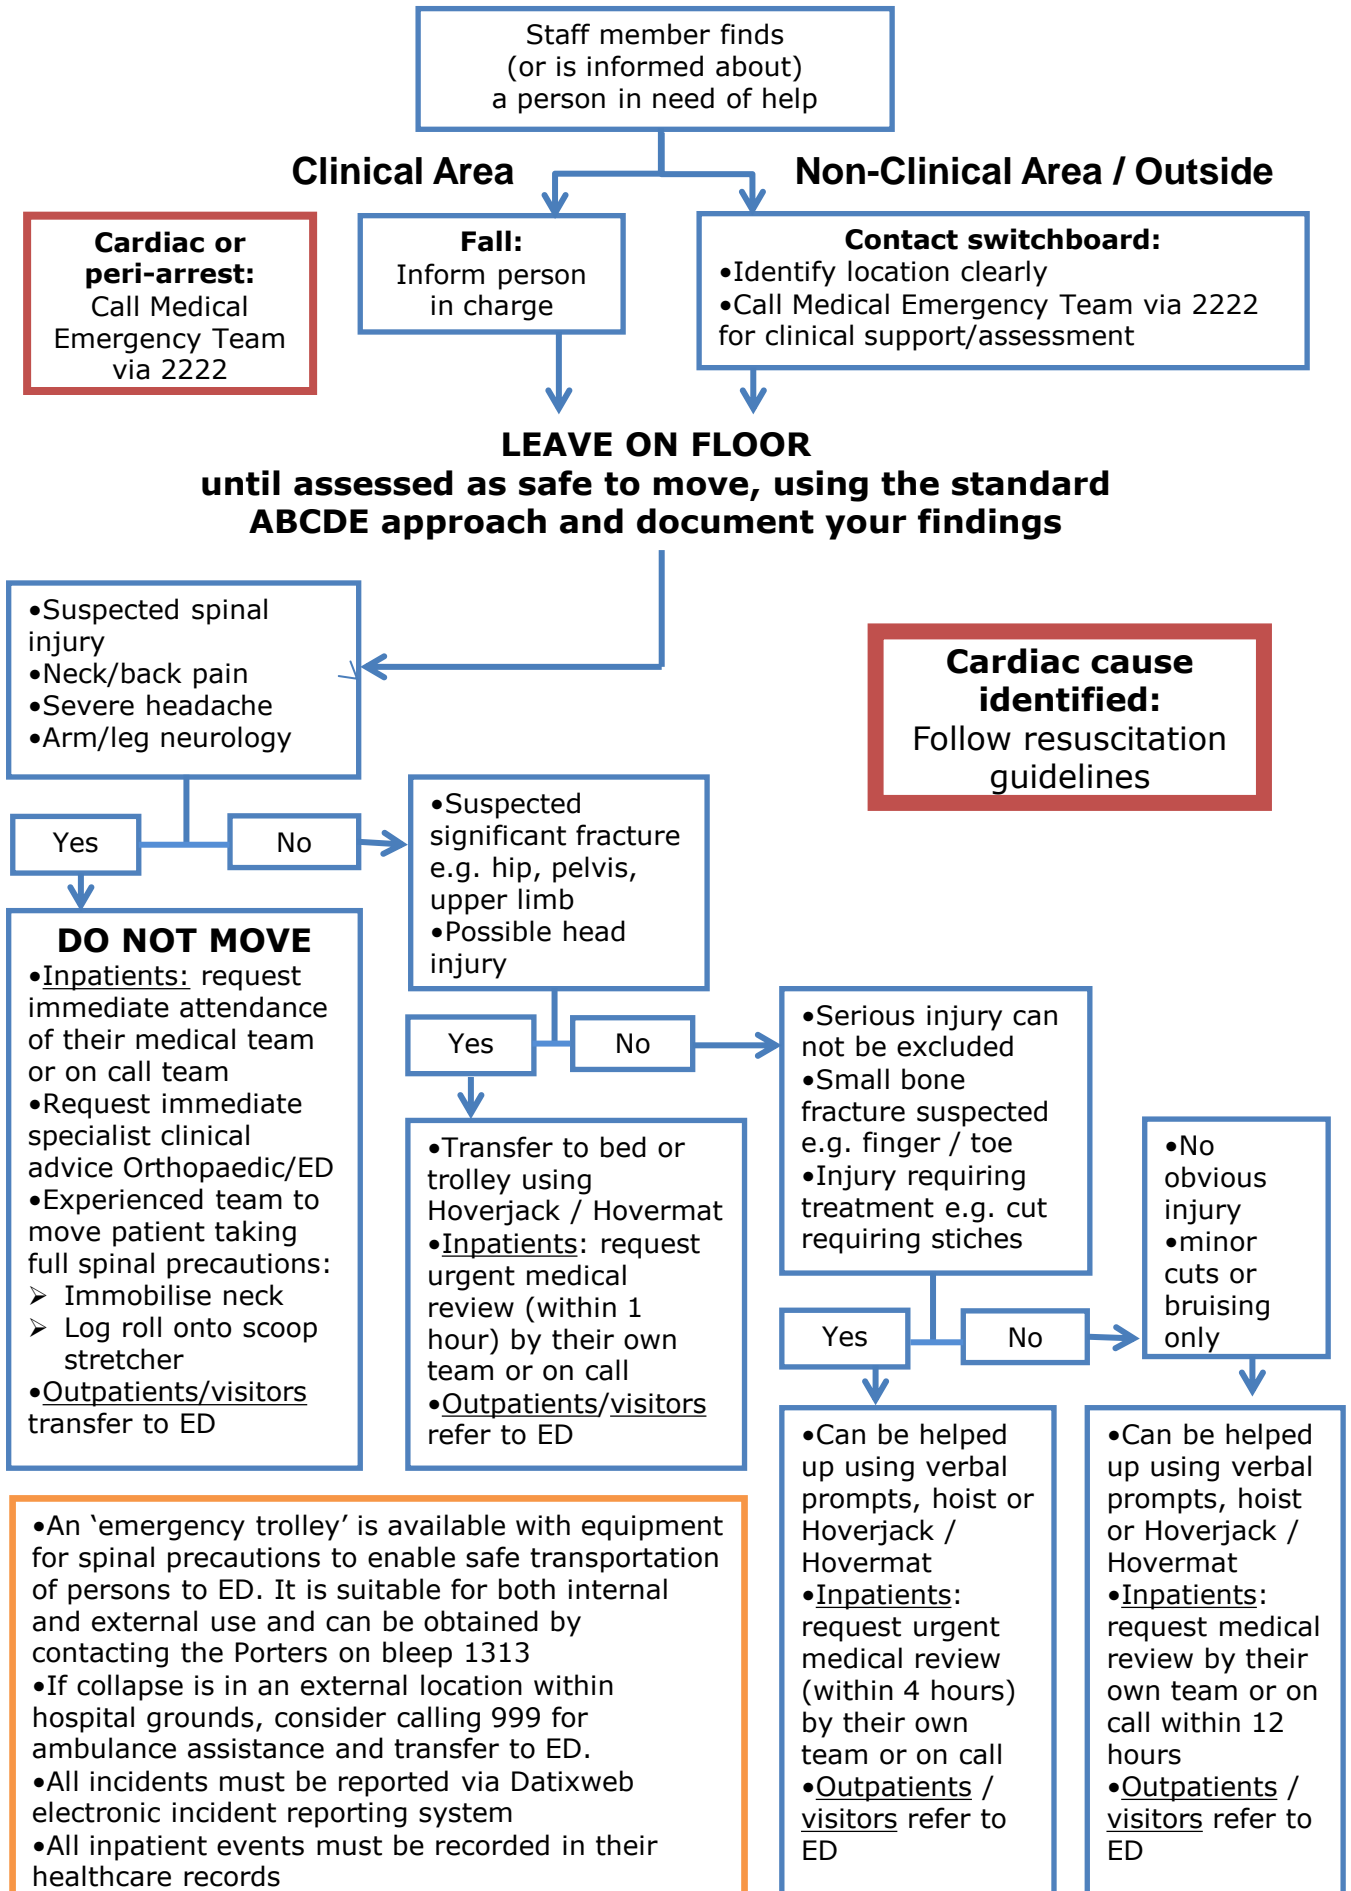 Staff member finds
(or is informed about)
a person in need of help
Clinical Area
Non-Clinical Area / Outside
Cardiac or
peri-arrest:
Call Medical
Emergency Team
via 2222
Fall:
Inform person
in charge
Contact switchboard:
•Identify location clearly
•Call Medical Emergency Team via 2222
for clinical support/assessment
LEAVE ON FLOOR
until assessed as safe to move, using the standard
ABCDE approach and document your findings
•Suspected spinal
injury
•Neck/back pain
•Severe headache
•Arm/leg neurology
Cardiac cause
identified:
Follow resuscitation
guidelines
Yes
No
•Suspected
significant fracture
e.g. hip, pelvis,
upper limb
•Possible head
injury
DO NOT MOVE
•Inpatients: request
immediate attendance
of their medical team
or on call team
•Request immediate
specialist clinical
advice Orthopaedic/ED
•Experienced team to
move patient taking
full spinal precautions:
➢ Immobilise neck
➢ Log roll onto scoop
stretcher
•Outpatients/visitors
transfer to ED
Yes
No
•Transfer to bed or
trolley using
Hoverjack / Hovermat
•Inpatients: request
urgent medical
review (within 1
hour) by their own
team or on call
•Outpatients/visitors
refer to ED
•Serious injury can
not be excluded
•Small bone
fracture suspected
e.g. finger / toe
•Injury requiring
treatment e.g. cut
requiring stiches
Yes
No
•No
obvious
injury
•minor
cuts or
bruising
only
•Can be helped
up using verbal
prompts, hoist or
Hoverjack /
Hovermat
•Inpatients:
request urgent
medical review
(within 4 hours)
by their own
team or on call
•Outpatients /
visitors refer to
ED
•Can be helped
up using verbal
prompts, hoist
or Hoverjack /
Hovermat
•Inpatients:
request medical
review by their
own team or on
call within 12
hours
•Outpatients /
visitors refer to
ED
•An ‘emergency trolley’ is available with equipment
for spinal precautions to enable safe transportation
of persons to ED. It is suitable for both internal
and external use and can be obtained by
contacting the Porters on bleep 1313
•If collapse is in an external location within
hospital grounds, consider calling 999 for
ambulance assistance and transfer to ED.
•All incidents must be reported via Datixweb
electronic incident reporting system
•All inpatient events must be recorded in their
healthcare records